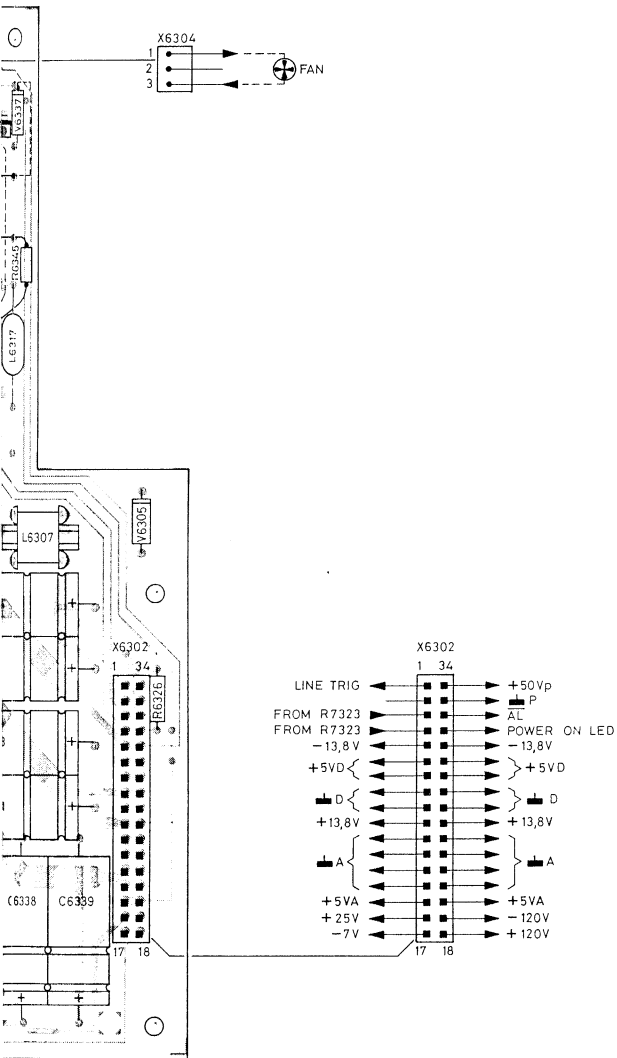 X6304
1
2
3
FAN
V6337
R6345
L6317
L6307
V6305
+
+
+
+
X6302
1 34
R6326
C6338
C6339
17 18
+
+
X6302
1 34
LINE TRIG
+50Vp
P
FROM R7323
AL
FROM R7323
POWER ON LED
-13,8V
-13,8V
+5VD
+5VD
D
D
+13,8V
+13,8V
A
A
+5VA
+5VA
+25V
-120V
-7V
+120V
17 18